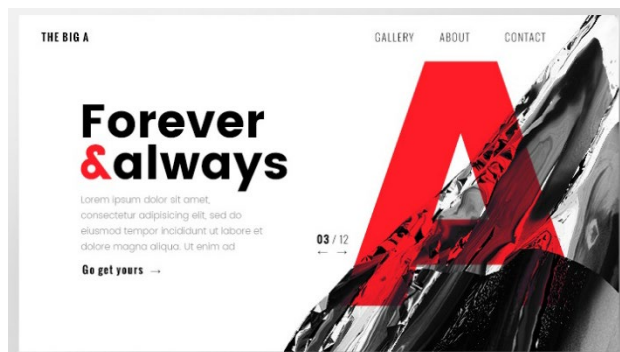 THE BIG A
GALLERY ABOUT CONTACT
A
Forever
&always
Lorem ipsum dolor sit amet,
consectetur adipisicing elit, sed do
eiusmod tempor incididunt ut labore et
dolore magna aliqua. Ut enim ad
03 / 12
← →
Go get yours →